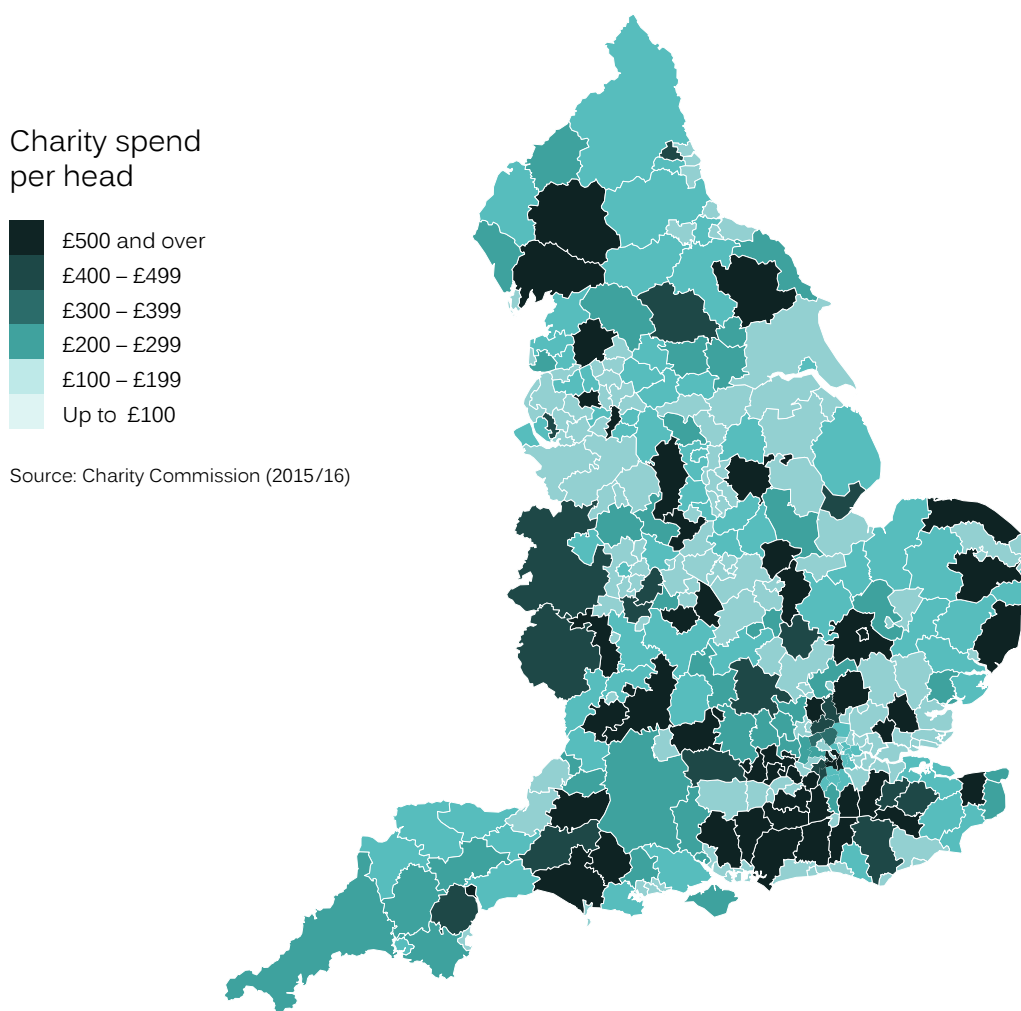 Charity spend
per head
£500 and over
£400 – £499
£300 – £399
£200 – £299
£100 – £199
Up to £100
Source: Charity Commission (2015/16)